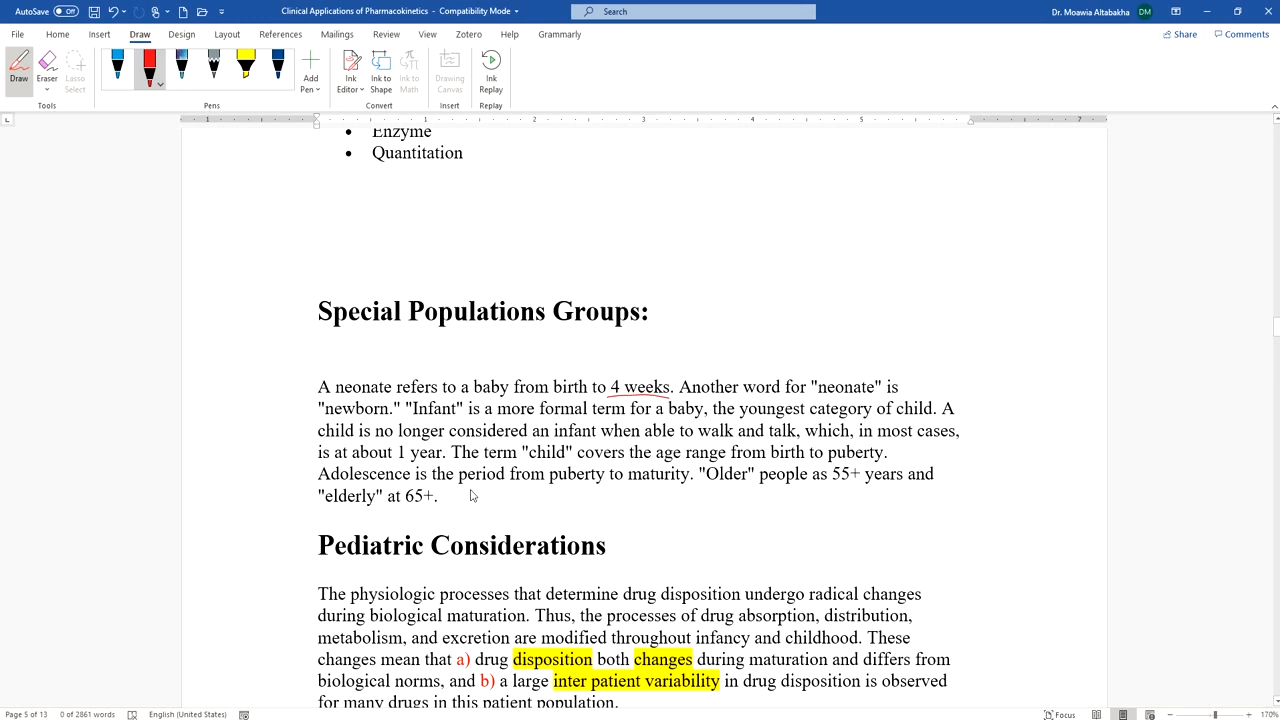 AutoSave Off
Clinical Applications of Pharmacokinetics - Compatibility Mode
Search
Dr. Moawia Altabakha DM
File Home Insert Draw Design Layout References Mailings Review View Zotero Help Grammarly Share Comments
Draw Eraser Lasso Select Add Pen Ink Editor Ink to Shape Ink to Math Drawing Canvas Ink Replay
Tools Pens Convert Insert Replay
1 1 2 3 4 5 7
• Enzyme
• Quantitation
Special Populations Groups:
A neonate refers to a baby from birth to 4 weeks. Another word for "neonate" is
"newborn." "Infant" is a more formal term for a baby, the youngest category of child. A
child is no longer considered an infant when able to walk and talk, which, in most cases,
is at about 1 year. The term "child" covers the age range from birth to puberty.
Adolescence is the period from puberty to maturity. "Older" people as 55+ years and
"elderly" at 65+.
Pediatric Considerations
The physiologic processes that determine drug disposition undergo radical changes
during biological maturation. Thus, the processes of drug absorption, distribution,
metabolism, and excretion are modified throughout infancy and childhood. These
changes mean that a) drug disposition both changes during maturation and differs from
biological norms, and b) a large inter patient variability in drug disposition is observed
for many drugs in this patient population.
Page 5 of 13 0 of 2861 words English (United States) Focus 170%